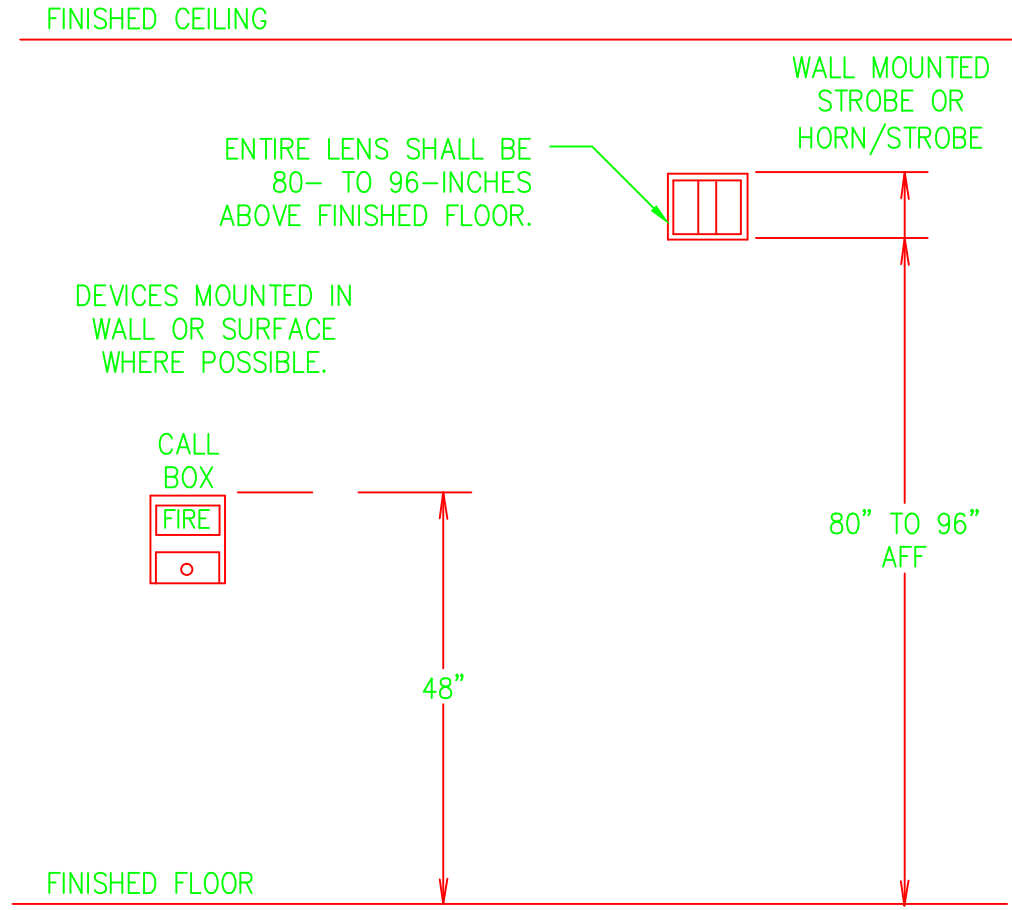 FINISHED CEILING
WALL MOUNTED
STROBE OR
HORN/STROBE
ENTIRE LENS SHALL BE
80- TO 96-INCHES
ABOVE FINISHED FLOOR.
DEVICES MOUNTED IN
WALL OR SURFACE
WHERE POSSIBLE.
CALL
BOX
FIRE
80" TO 96"
AFF
48"
FINISHED FLOOR